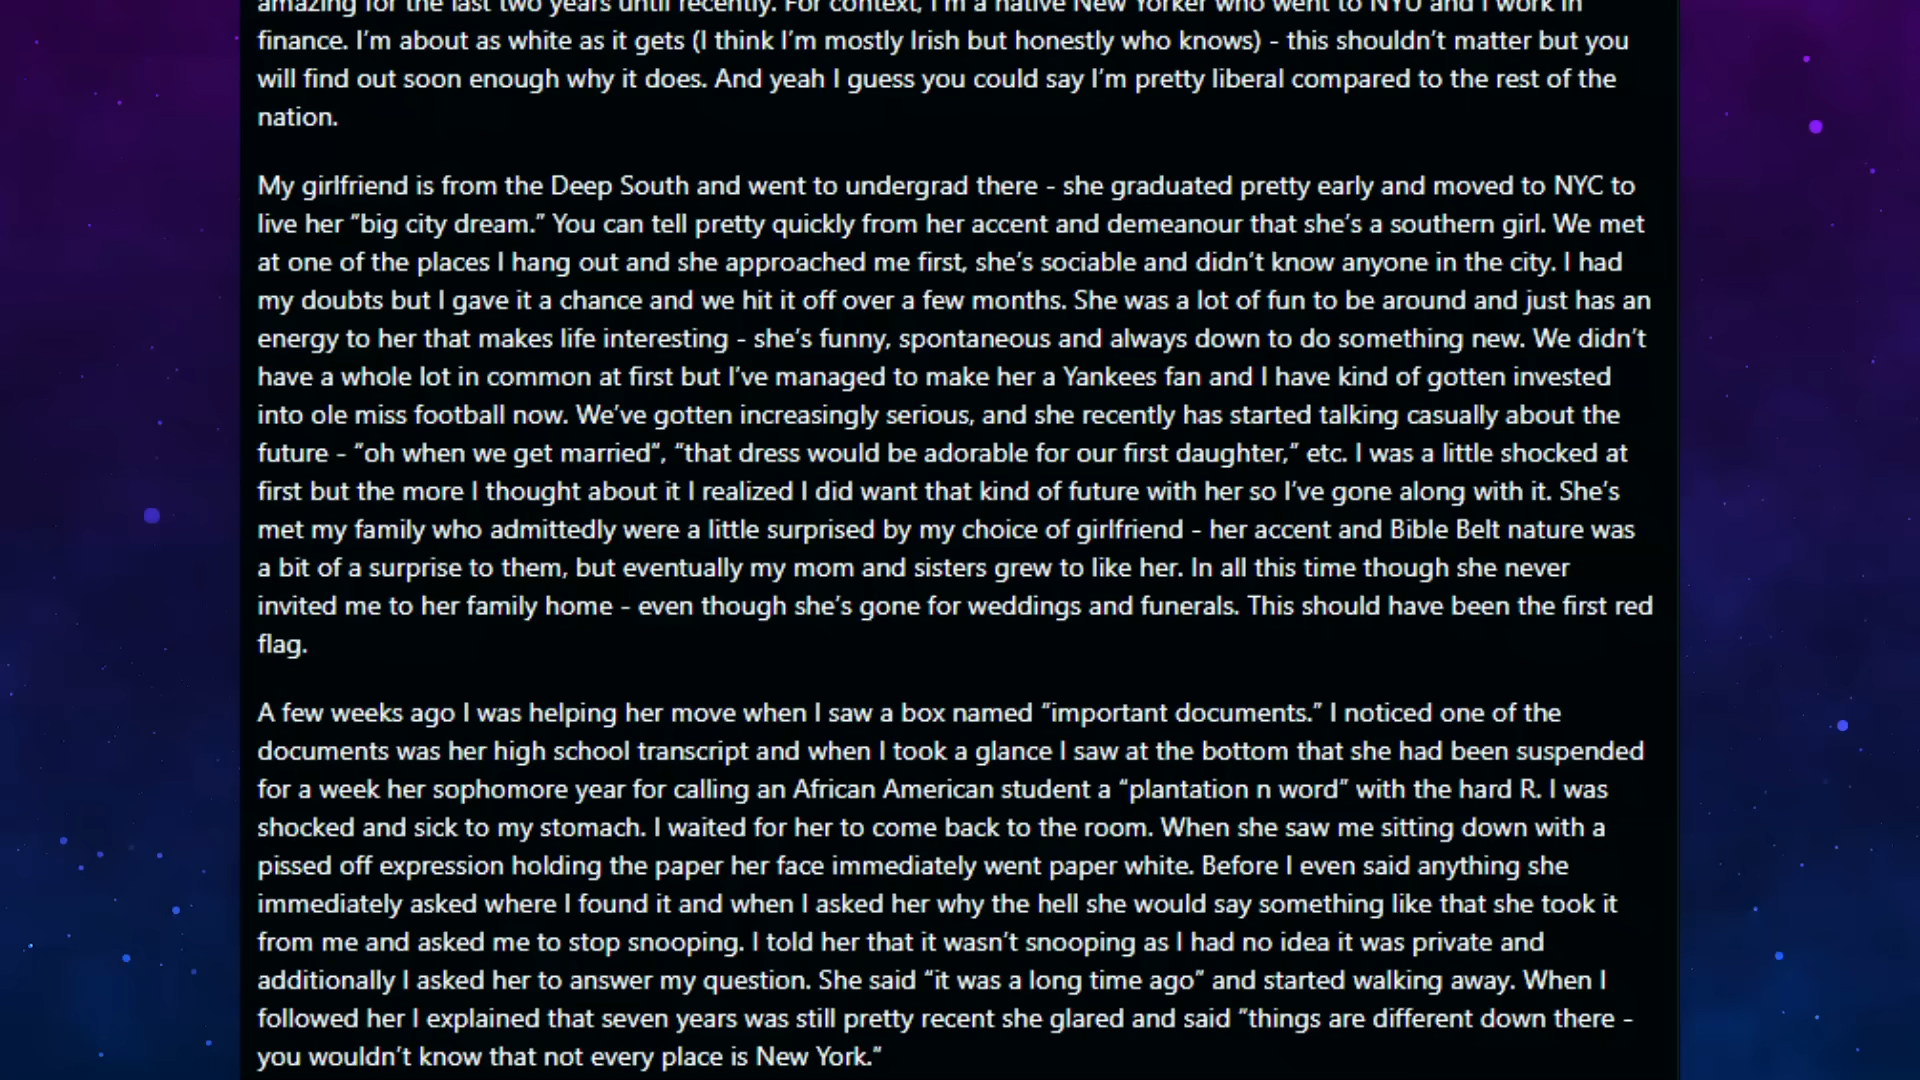 amazing for the last two years until recently. For context, I'm a native New Yorker who went to NYU and I work in
finance. I'm about as white as it gets (I think I'm mostly Irish but honestly who knows) - this shouldn't matter but you
will find out soon enough why it does. And yeah I guess you could say I'm pretty liberal compared to the rest of the
nation.
My girlfriend is from the Deep South and went to undergrad there - she graduated pretty early and moved to NYC to
live her "big city dream." You can tell pretty quickly from her accent and demeanour that she's a southern girl. We met
at one of the places I hang out and she approached me first, she's sociable and didn't know anyone in the city. I had
my doubts but I gave it a chance and we hit it off over a few months. She was a lot of fun to be around and just has an
energy to her that makes life interesting - she's funny, spontaneous and always down to do something new. We didn't
have a whole lot in common at first but I've managed to make her a Yankees fan and I have kind of gotten invested
into ole miss football now. We've gotten increasingly serious, and she recently has started talking casually about the
future - "oh when we get married", "that dress would be adorable for our first daughter," etc. I was a little shocked at
first but the more I thought about it I realized I did want that kind of future with her so I've gone along with it. She's
met my family who admittedly were a little surprised by my choice of girlfriend - her accent and Bible Belt nature was
a bit of a surprise to them, but eventually my mom and sisters grew to like her. In all this time though she never
invited me to her family home - even though she's gone for weddings and funerals. This should have been the first red
flag.
A few weeks ago I was helping her move when I saw a box named "important documents." I noticed one of the
documents was her high school transcript and when I took a glance I saw at the bottom that she had been suspended
for a week her sophomore year for calling an African American student a "plantation n word" with the hard R. I was
shocked and sick to my stomach. I waited for her to come back to the room. When she saw me sitting down with a
pissed off expression holding the paper her face immediately went paper white. Before I even said anything she
immediately asked where I found it and when I asked her why the hell she would say something like that she took it
from me and asked me to stop snooping. I told her that it wasn't snooping as I had no idea it was private and
additionally I asked her to answer my question. She said "it was a long time ago" and started walking away. When I
followed her I explained that seven years was still pretty recent she glared and said "things are different down there -
you wouldn't know that not every place is New York."